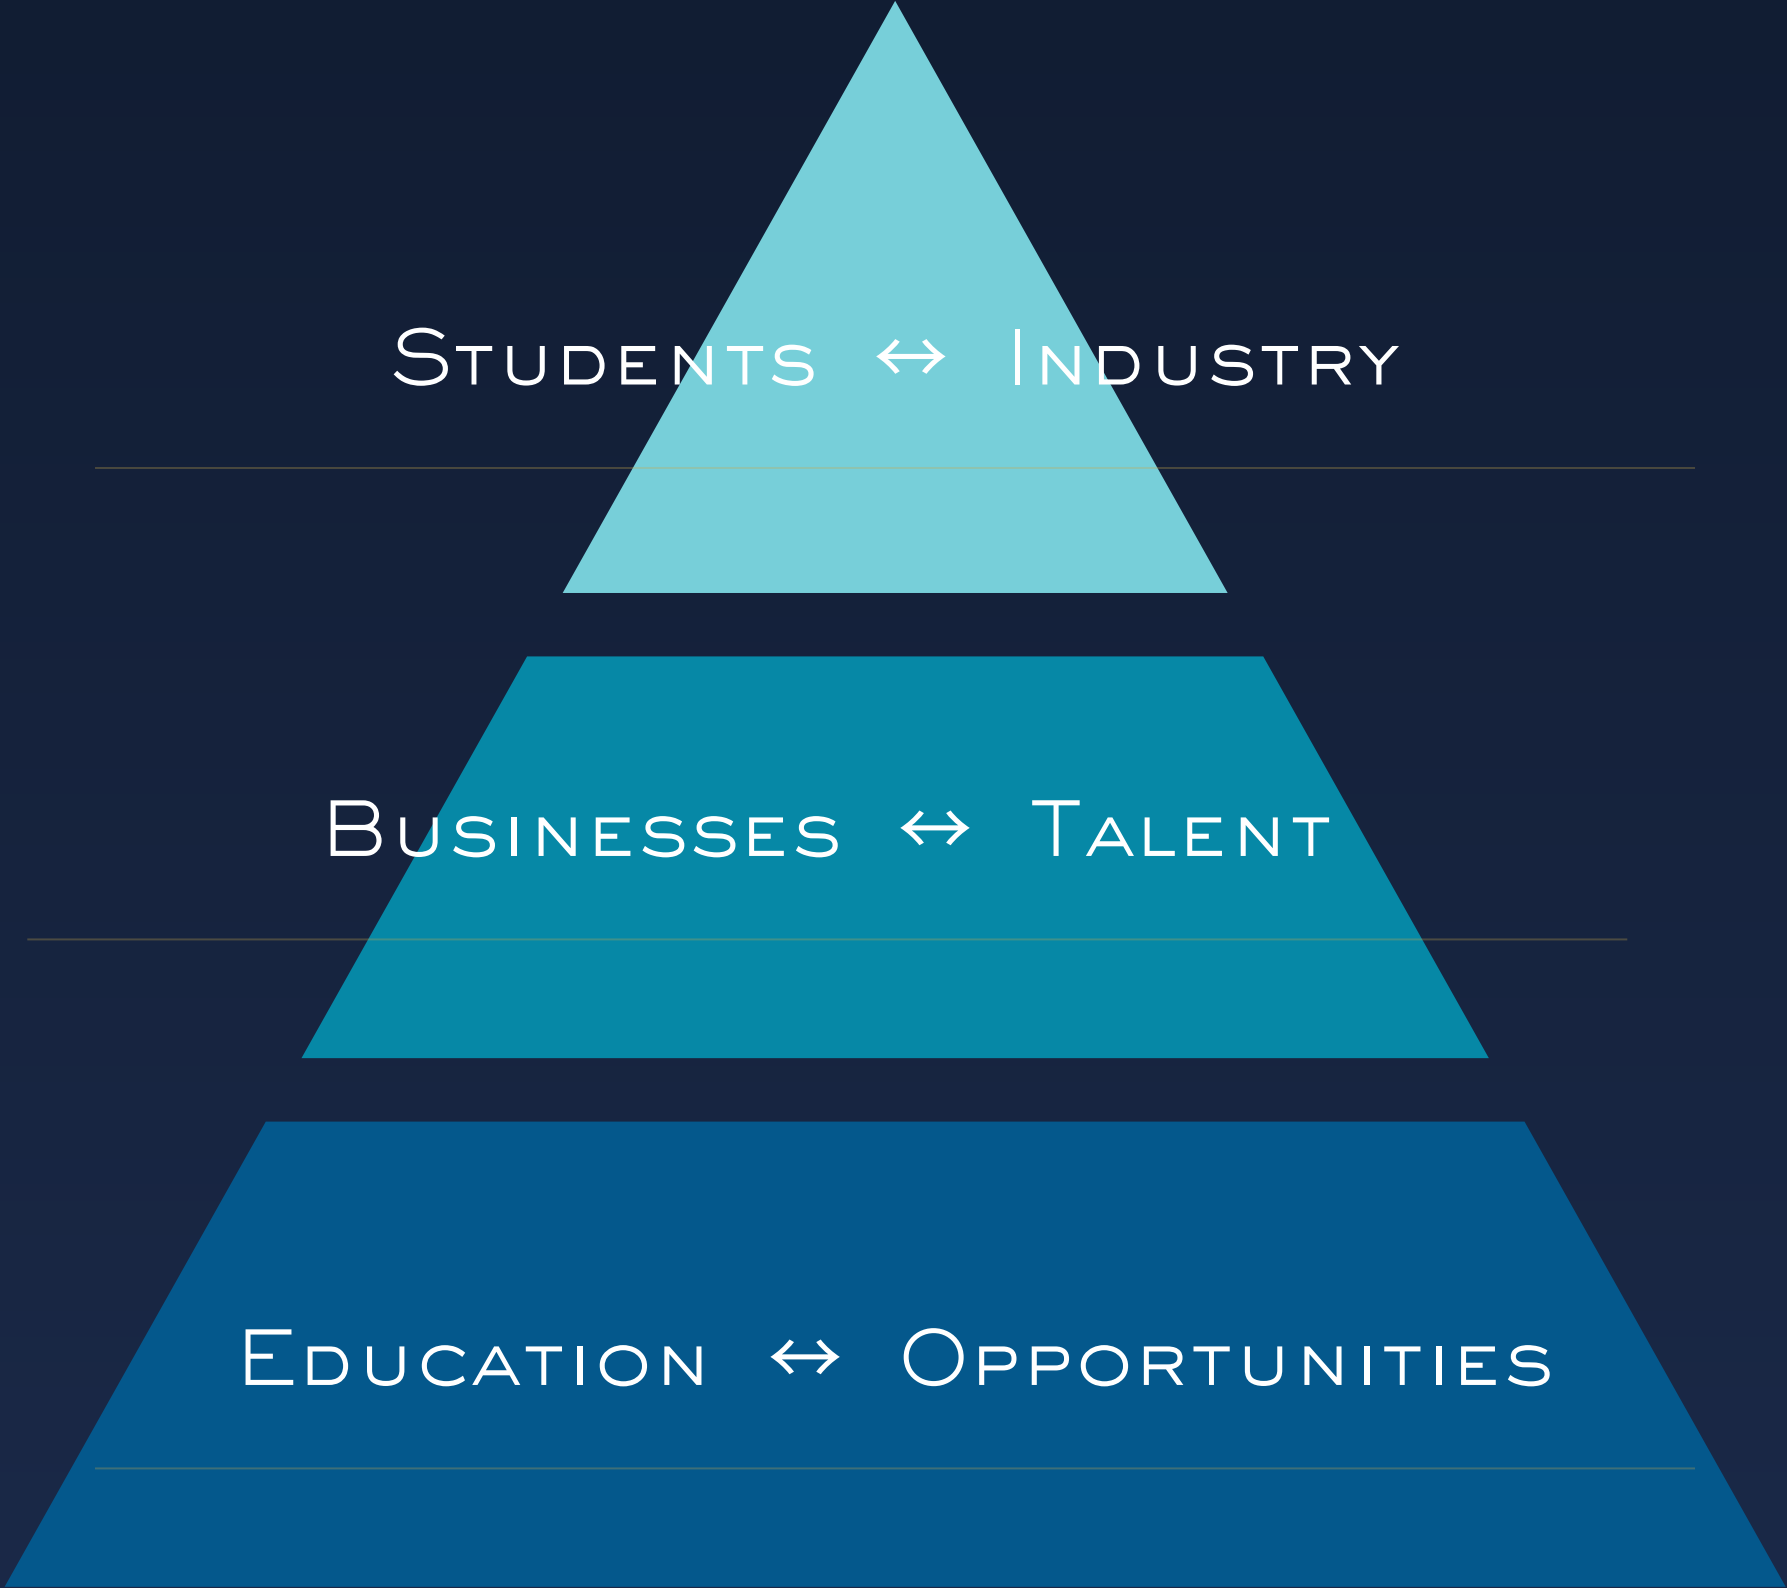 Students ↔ Industry
Businesses ↔ Talent
Education ↔ Opportunities